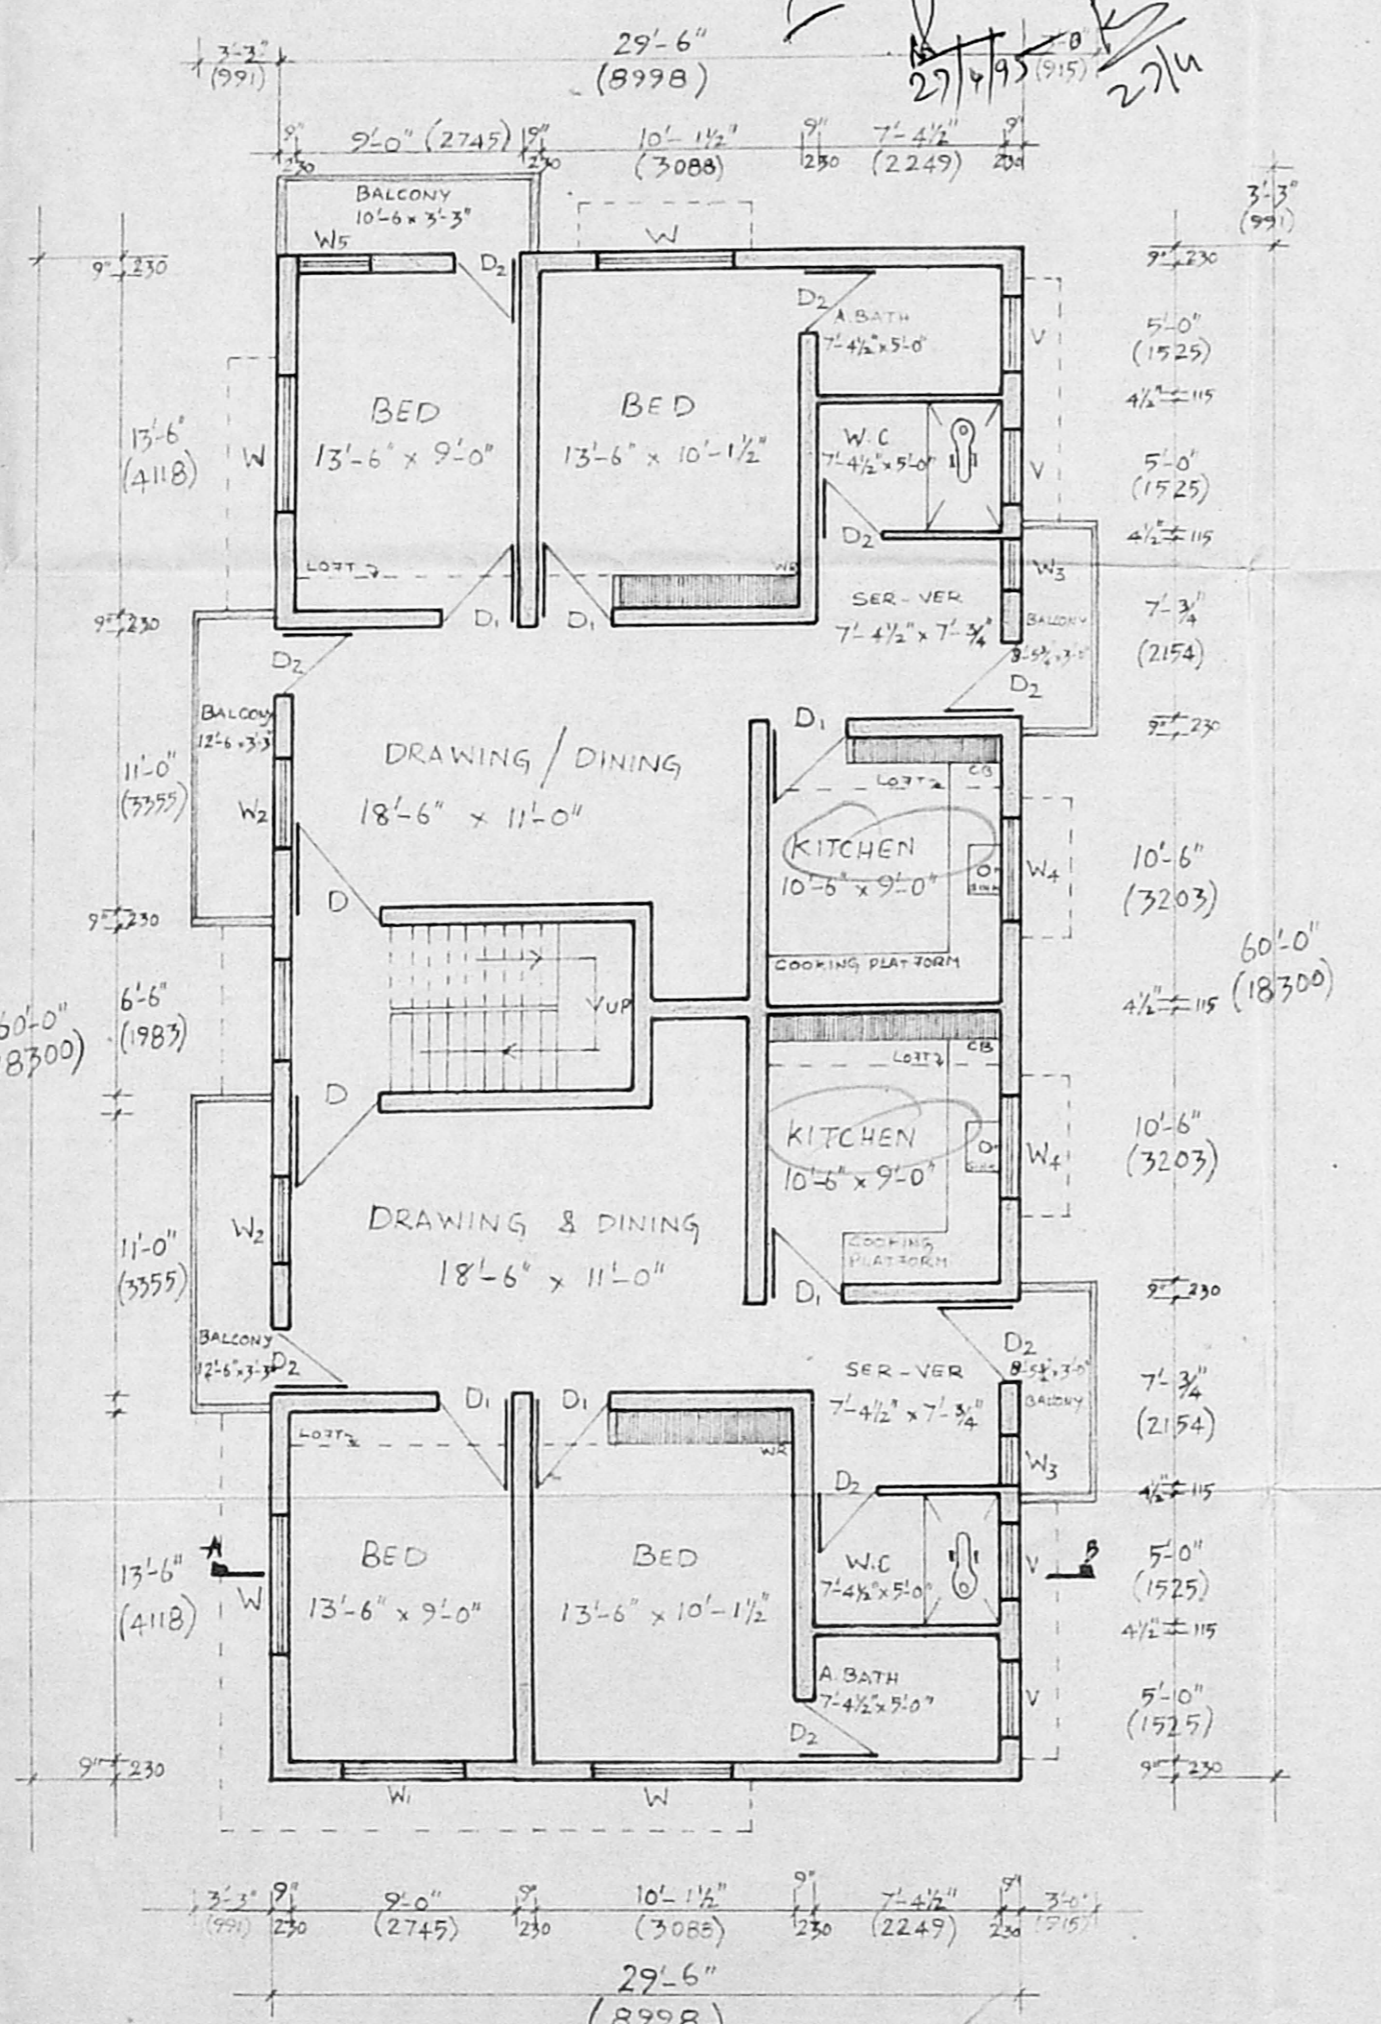 3'-3"
(991)
29'-6"
(8998)
27/4/95
(915)
9" 9'-0" (2745) 9" 10'-1½" 9" 7'-4½" 9"
230 230 (3088) 230 (2249) 230
BALCONY
10'-6 x 3'-3"
W5
D2
W
3'-3"
(991)
9" 230
9" 230
D2
A.BATH
7'-4½" x 5'-0"
V
5'-0"
(1525)
4½" 115
BED
13'-6" x 9'-0"
BED
13'-6" x 10'-1½"
13'-6"
(4118)
W
W.C
7'-4½" x 5'-0"
V
5'-0"
(1525)
D2
4½" 115
LOFT
W3
SER-VER
7'-4½" x 7'-¾"
BALCONY
7'-¾"
(2154)
9" 230
D1
D1
D2
D2
BALCONY
12'-6 x 3'-3"
D1
9" 230
DRAWING / DINING
18'-6" x 11'-0"
11'-0"
(3355)
W2
CB
LOFT
KITCHEN
10'-6" x 9'-0"
SINK
W4
10'-6"
(3203)
D
9" 230
COOKING PLATFORM
60'-0"
(18300)
6'-6"
(1983)
UP
4½" 115
60'-0"
18300)
CB
LOFT
D
KITCHEN
10'-6" x 9'-0"
W4
10'-6"
(3203)
DRAWING & DINING
18'-6" x 11'-0"
W2
11'-0"
(3355)
COOKING
PLATFORM
D1
9" 230
BALCONY
12'-6" x 3'-3"
D2
D2
SER-VER
7'-4½" x 7'-¾"
BALCONY
7'-¾"
(2154)
D1
D1
LOFT
WR
W3
D2
4½" 115
A
B
BED
13'-6" x 9'-0"
BED
13'-6" x 10'-1½"
13'-6"
(4118)
W
W.C
7'-4½" x 5'-0"
V
5'-0"
(1525)
4½" 115
A.BATH
7'-4½" x 5'-0"
V
5'-0"
(1525)
D2
9" 230
9" 230
W1
W
3'-3" 9" 9'-0" 9" 10'-1½" 9" 7'-4½" 9" 3'-0"
(991) 230 (2745) 230 (3088) 230 (2249) 230 (915)
29'-6"
(8998)